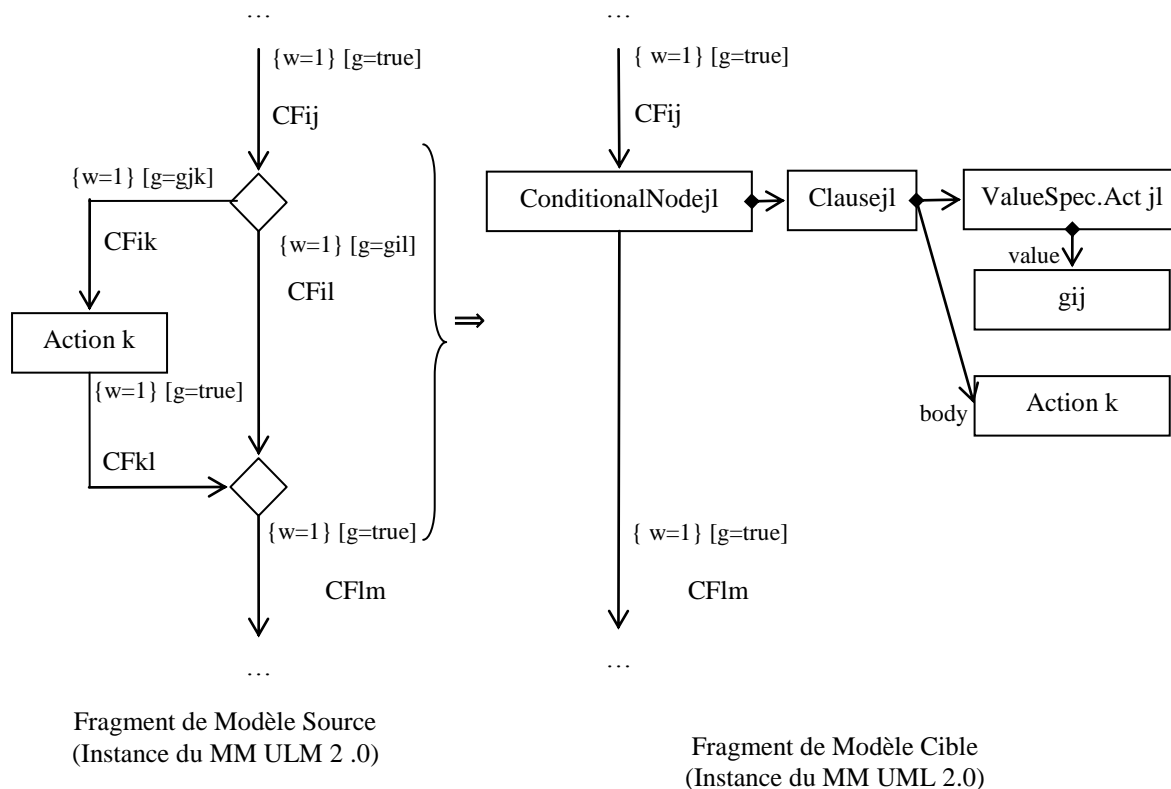 …
{w=1} [g=true]
CFij
{w=1} [g=gjk]
CFik
{w=1} [g=gil]
CFil
Action k
{w=1} [g=true]
CFkl
{w=1} [g=true]
CFlm
…
Fragment de Modèle Source
(Instance du MM ULM 2 .0)
⇒
…
{ w=1} [g=true]
CFij
ConditionalNodejl
Clausejl
ValueSpec.Act jl
value
gij
body
Action k
{ w=1} [g=true]
CFlm
…
Fragment de Modèle Cible
(Instance du MM UML 2.0)